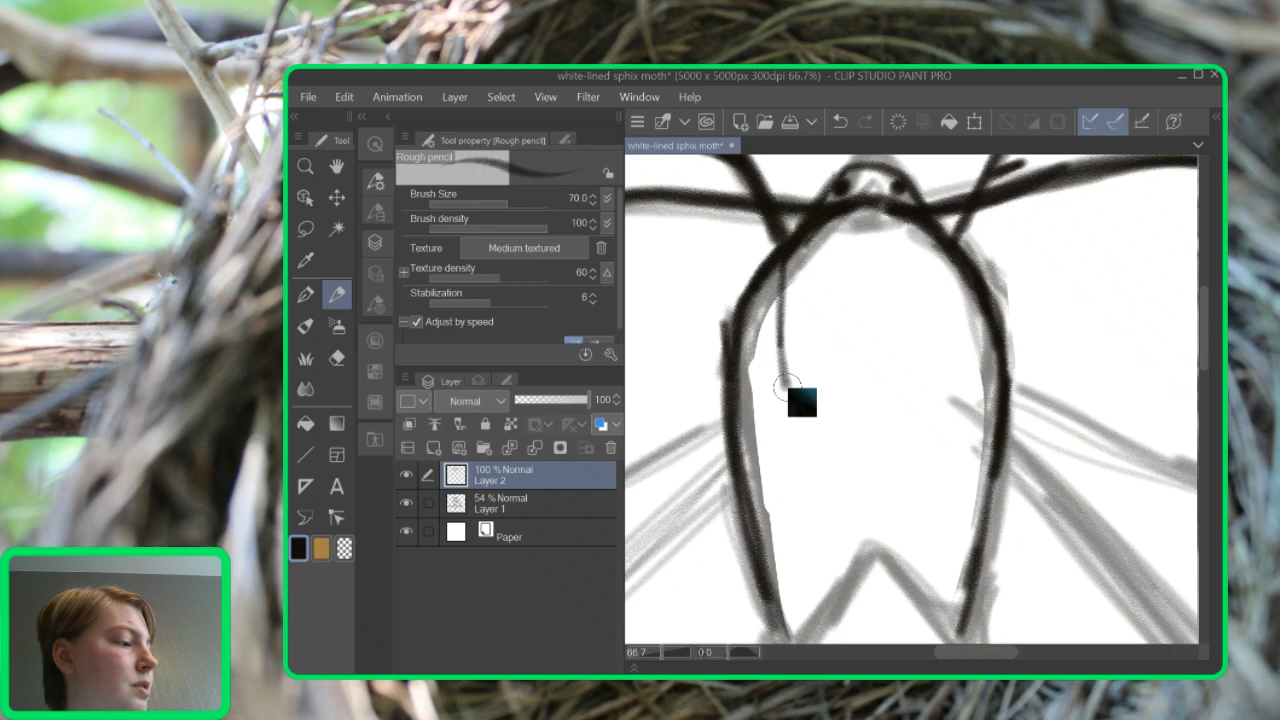 white-lined sphix moth* (5000 x 5000px 300dpi 66.7%) - CLIP STUDIO PAINT PRO
File Edit Animation Layer Select View Filter Window Help
Tool
Tool property [Rough pencil]
white-lined sphix moth*
Rough pencil
Brush Size 70.0
Brush density 100
Texture Medium textured
Texture density 60
Stabilization 6
Adjust by speed
Layer
Normal 100
100 % Normal
Layer 2
54 % Normal
Layer 1
Paper
A
66.7 0.0